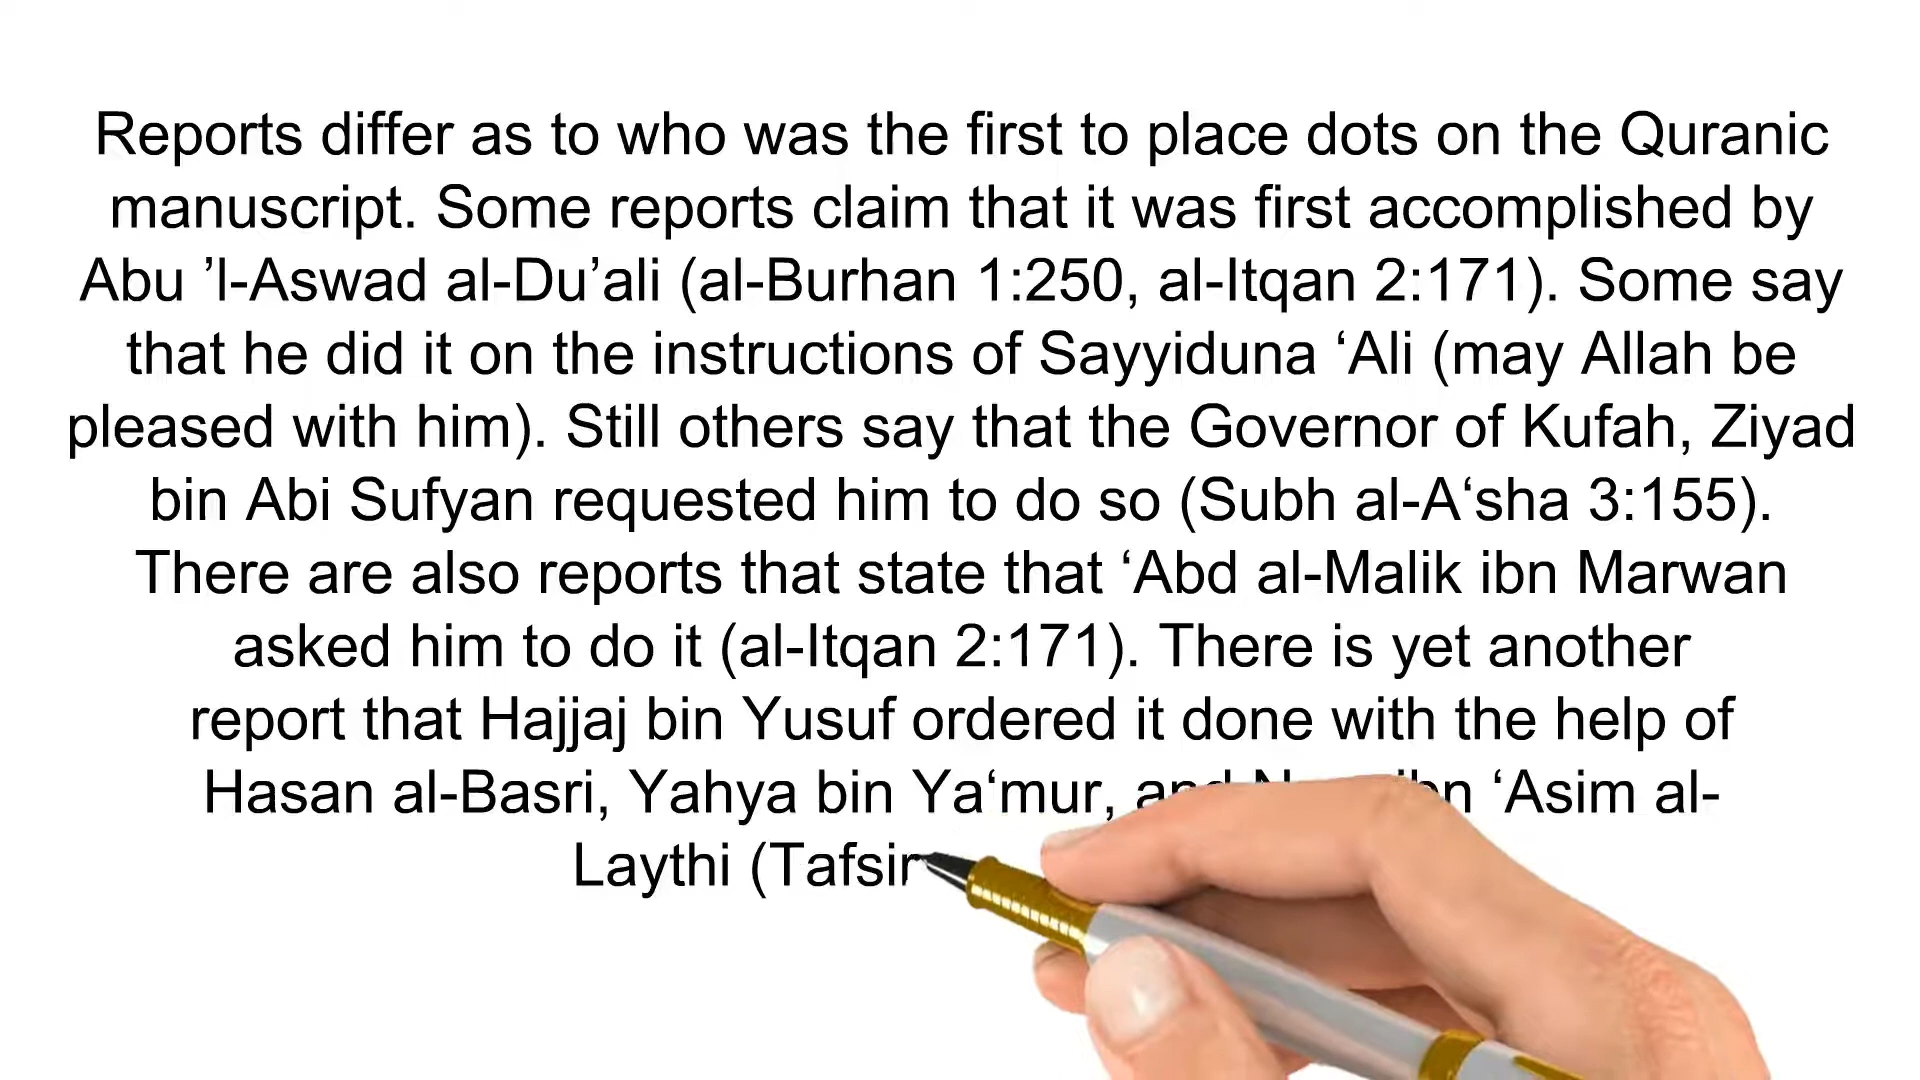 Reports differ as to who was the first to place dots on the Quranic
manuscript. Some reports claim that it was first accomplished by
Abu ’l-Aswad al-Du’ali (al-Burhan 1:250, al-Itqan 2:171). Some say
that he did it on the instructions of Sayyiduna ‘Ali (may Allah be
pleased with him). Still others say that the Governor of Kufah, Ziyad
bin Abi Sufyan requested him to do so (Subh al-A‘sha 3:155).
There are also reports that state that ‘Abd al-Malik ibn Marwan
asked him to do it (al-Itqan 2:171). There is yet another
report that Hajjaj bin Yusuf ordered it done with the help of
Hasan al-Basri, Yahya bin Ya‘mur, and ‘Asim al-
Laythi (Tafsir